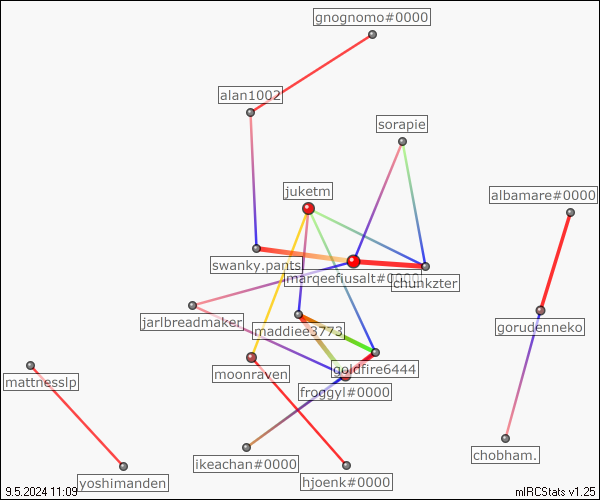 gnognomo#0000
alan1002
sorapie
juketm
albamare#0000
swanky.pants
marqeefiusalt#0000
chunkzter
jarlbreadmaker
maddiee3773
gorudenneko
moonraven
goldfire6444
mattnesslp
froggyl#0000
chobham.
ikeachan#0000
yoshimanden
hjoenk#0000
9.5.2024 11:09
mIRCStats v1.25